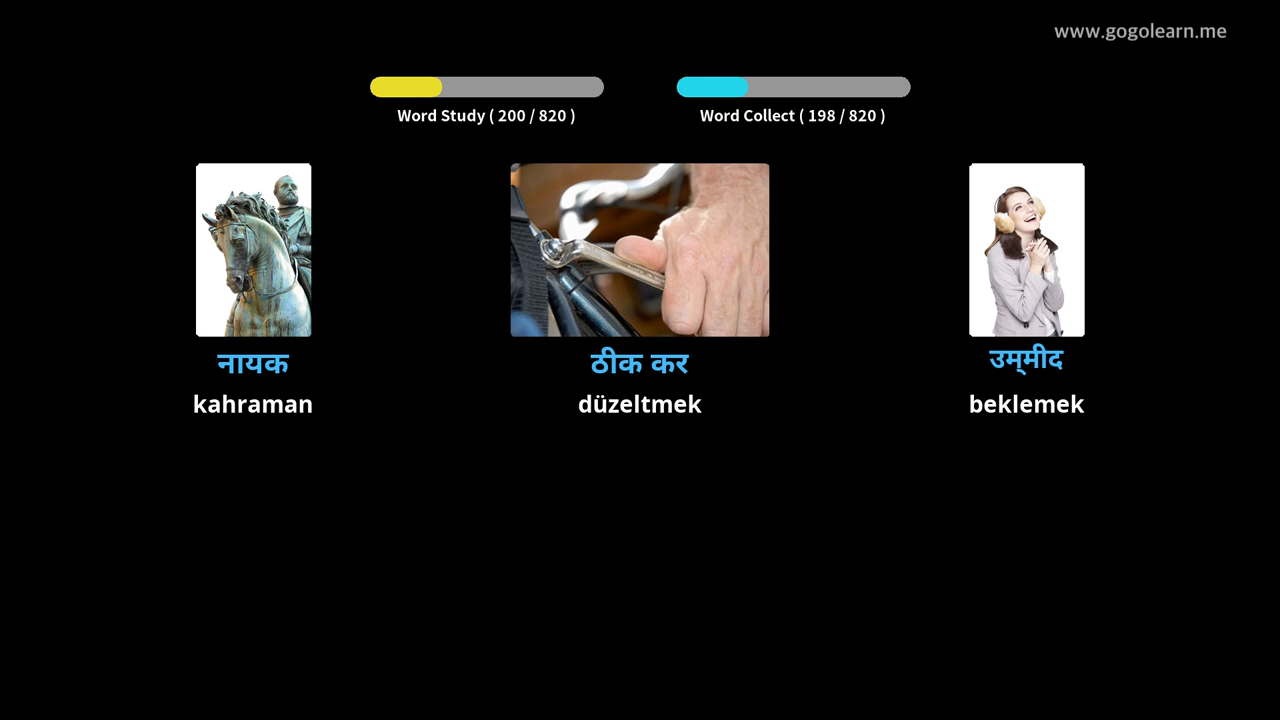 www.gogolearn.me
Word Study ( 200 / 820 )
Word Collect ( 198 / 820 )
नायक
ठीक कर
उम्‌मीद
kahraman
düzeltmek
beklemek